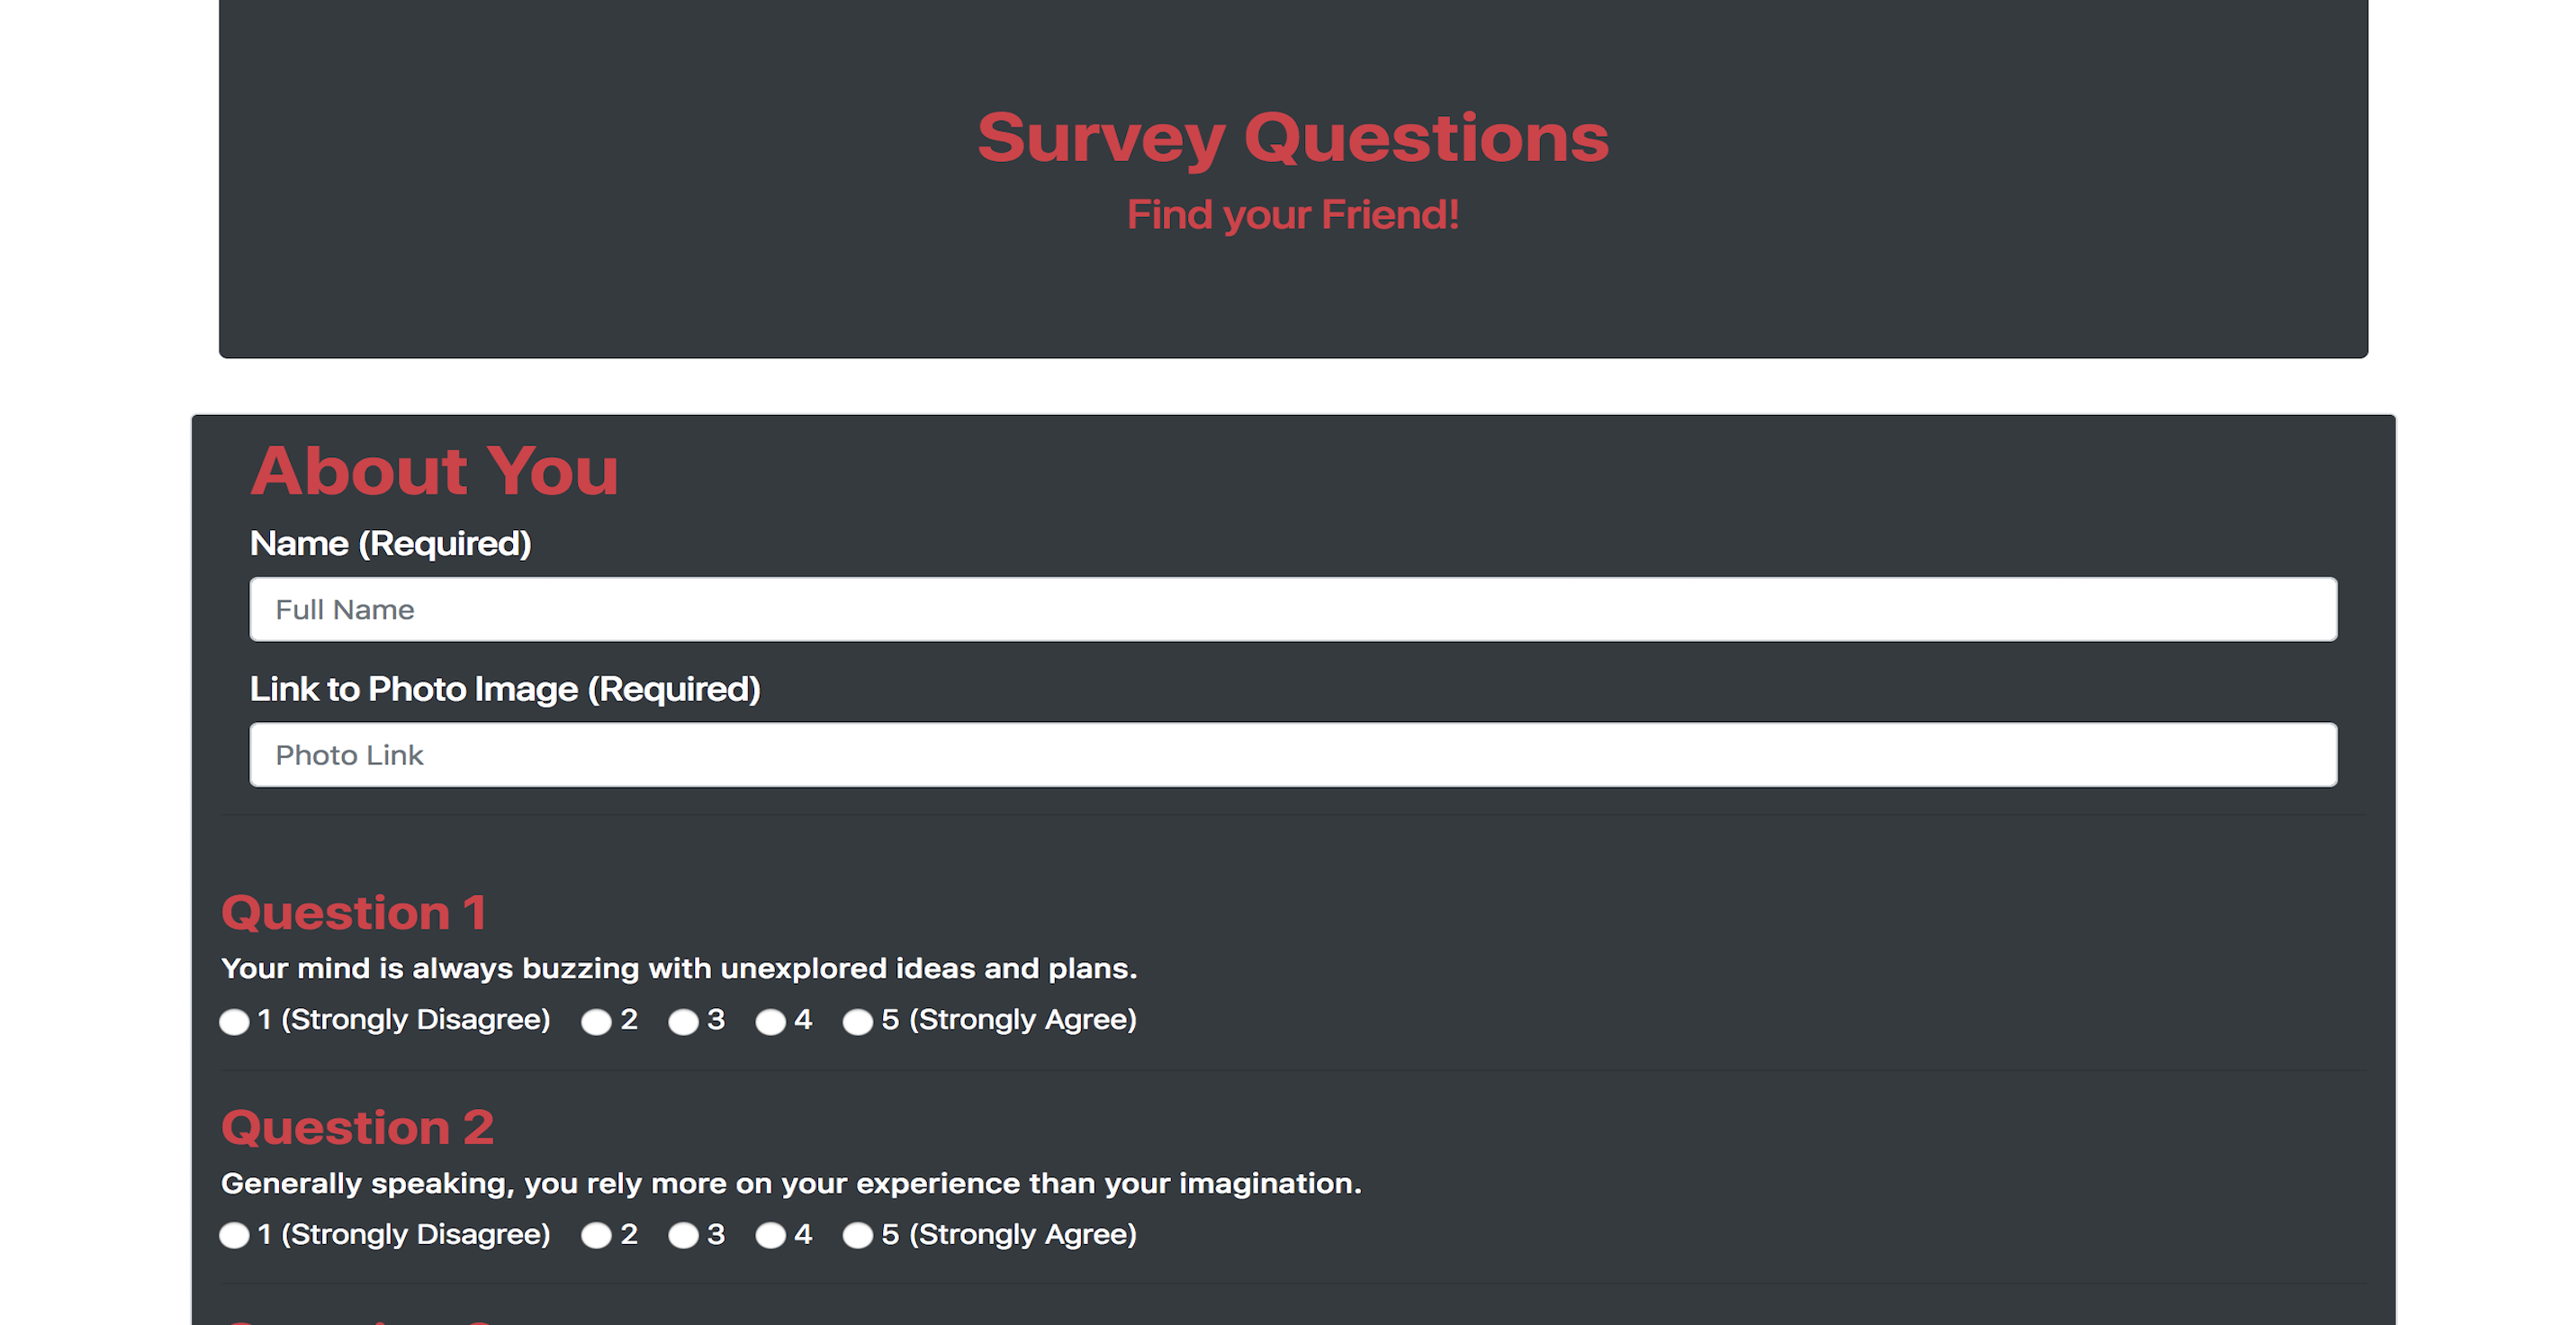 Survey Questions
Find your Friend!
About You
Name (Required)
Full Name
Link to Photo Image (Required)
Photo Link
Question 1
Your mind is always buzzing with unexplored ideas and plans.
1 (Strongly Disagree) 2 3 4 5 (Strongly Agree)
Question 2
Generally speaking, you rely more on your experience than your imagination.
1 (Strongly Disagree) 2 3 4 5 (Strongly Agree)